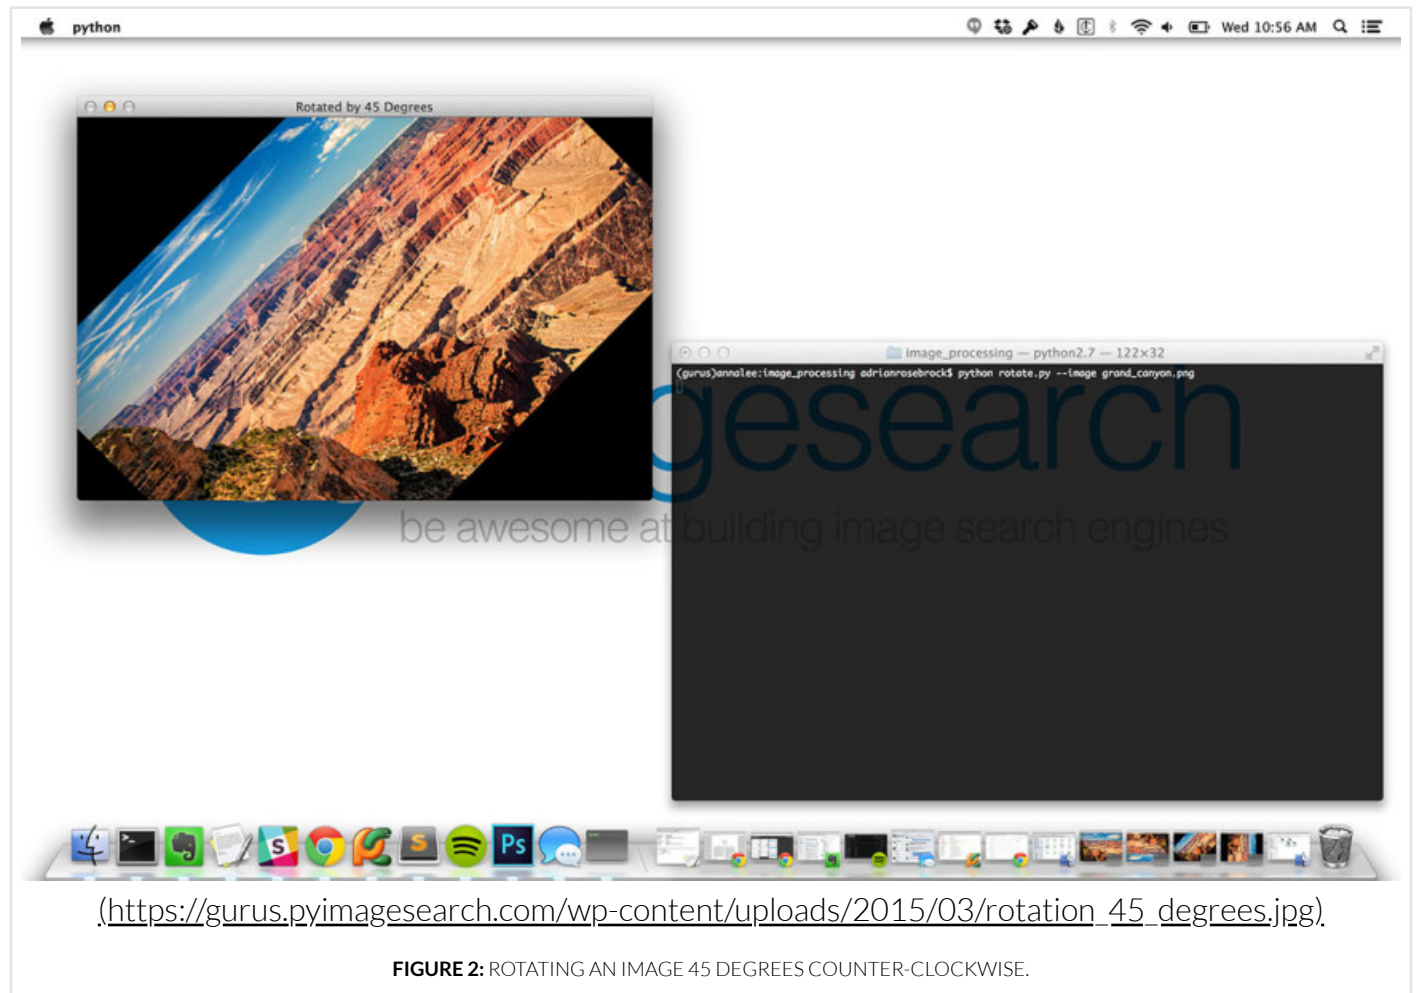 python
Wed 10:56 AM
Rotated by 45 Degrees
image_processing — python2.7 — 122×32
(gurus)annalee:image_processing adrianrosebrock$ python rotate.py --image grand_canyon.png
gesearch
be awesome at building image search engines
S
S
Ps
(https://gurus.pyimagesearch.com/wp-content/uploads/2015/03/rotation_45_degrees.jpg)
FIGURE 2: ROTATING AN IMAGE 45 DEGREES COUNTER-CLOCKWISE.